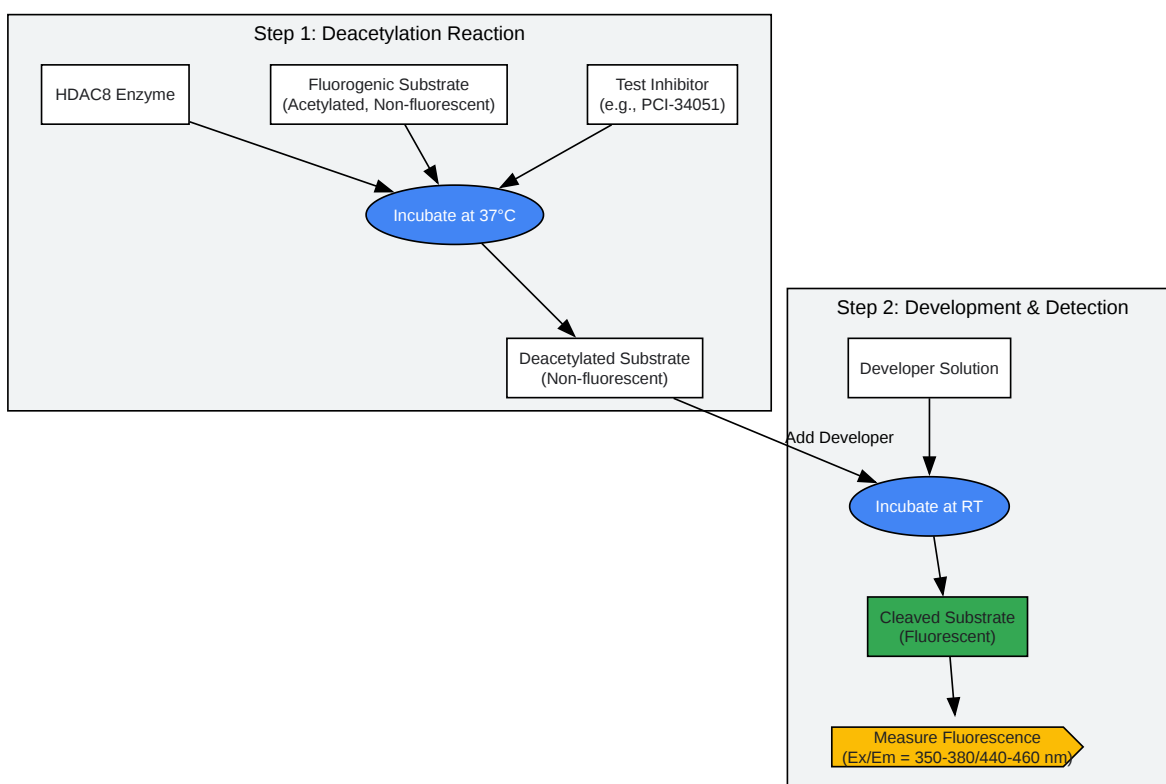 Step 1: Deacetylation Reaction
HDAC8 Enzyme
Fluorogenic Substrate
(Acetylated, Non-fluorescent)
Test Inhibitor
(e.g., PCI-34051)
Incubate at 37°C
Deacetylated Substrate
(Non-fluorescent)
Step 2: Development & Detection
Developer Solution
Add Developer
Incubate at RT
Cleaved Substrate
(Fluorescent)
Measure Fluorescence
(Ex/Em = 350-380/440-460 nm)